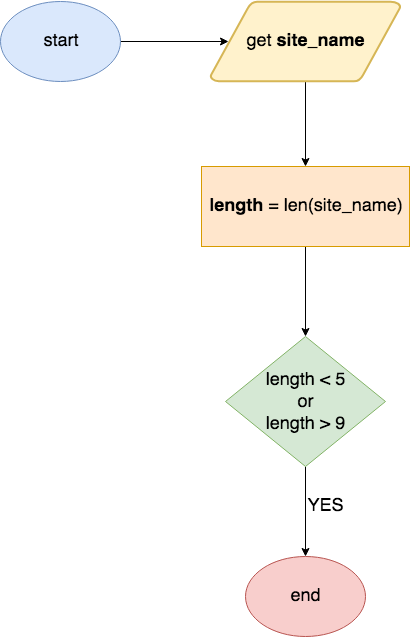 start
get site_name
length = len(site_name)
length < 5
or
length > 9
YES
end